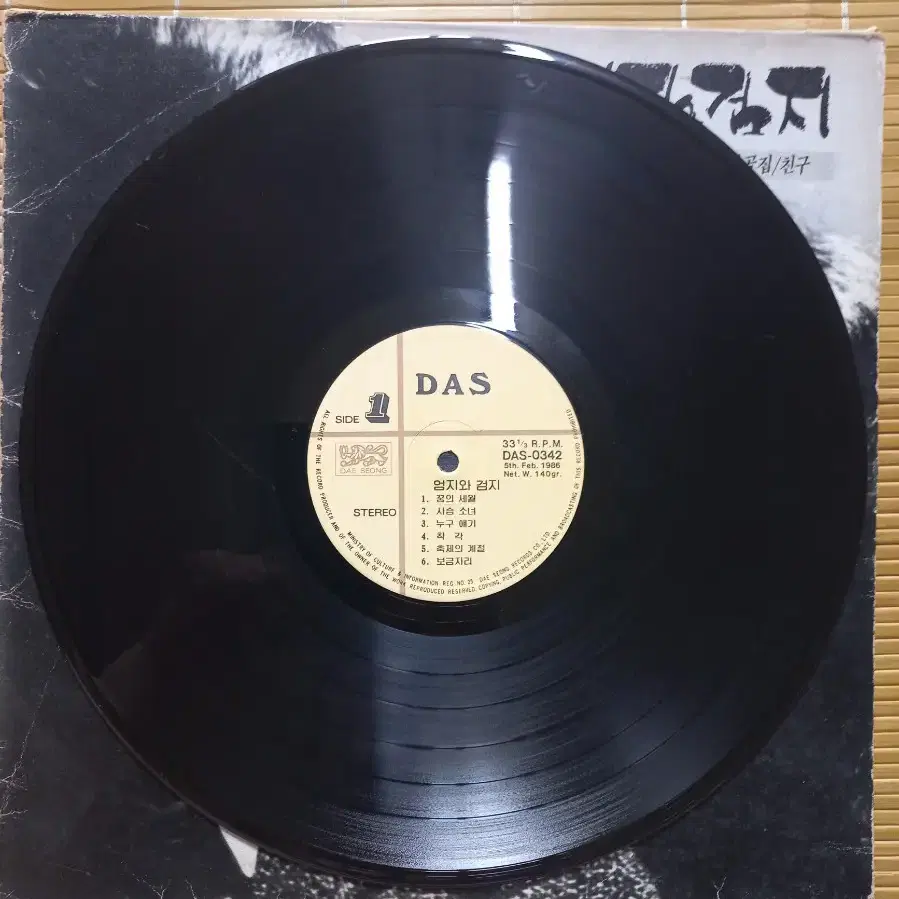 검지
곡집/친구
DAS
SIDE 1
33 1/3 R.P.M.
DAS-0342
5th. Feb. 1986
Net. W. 140gr.
DAE SEONG
STEREO
엄지와 검지
1. 꿈의 세월
2. 사슴 소녀
3. 누구 얘기
4. 착 각
5. 축제의 계절
6. 보금자리
ALL RIGHTS OF THE RECORD PRODUCER AND OF THE OWNER OF THE WORK REPRODUCED RESERVED. COPYING, PUBLIC PERFORMANCE AND BROADCASTING OF THIS RECORD PROHIBITED
MINISTRY OF CULTURE & INFORMATION REG NO. 25 DAE SEONG RECORDS CO. LTD.